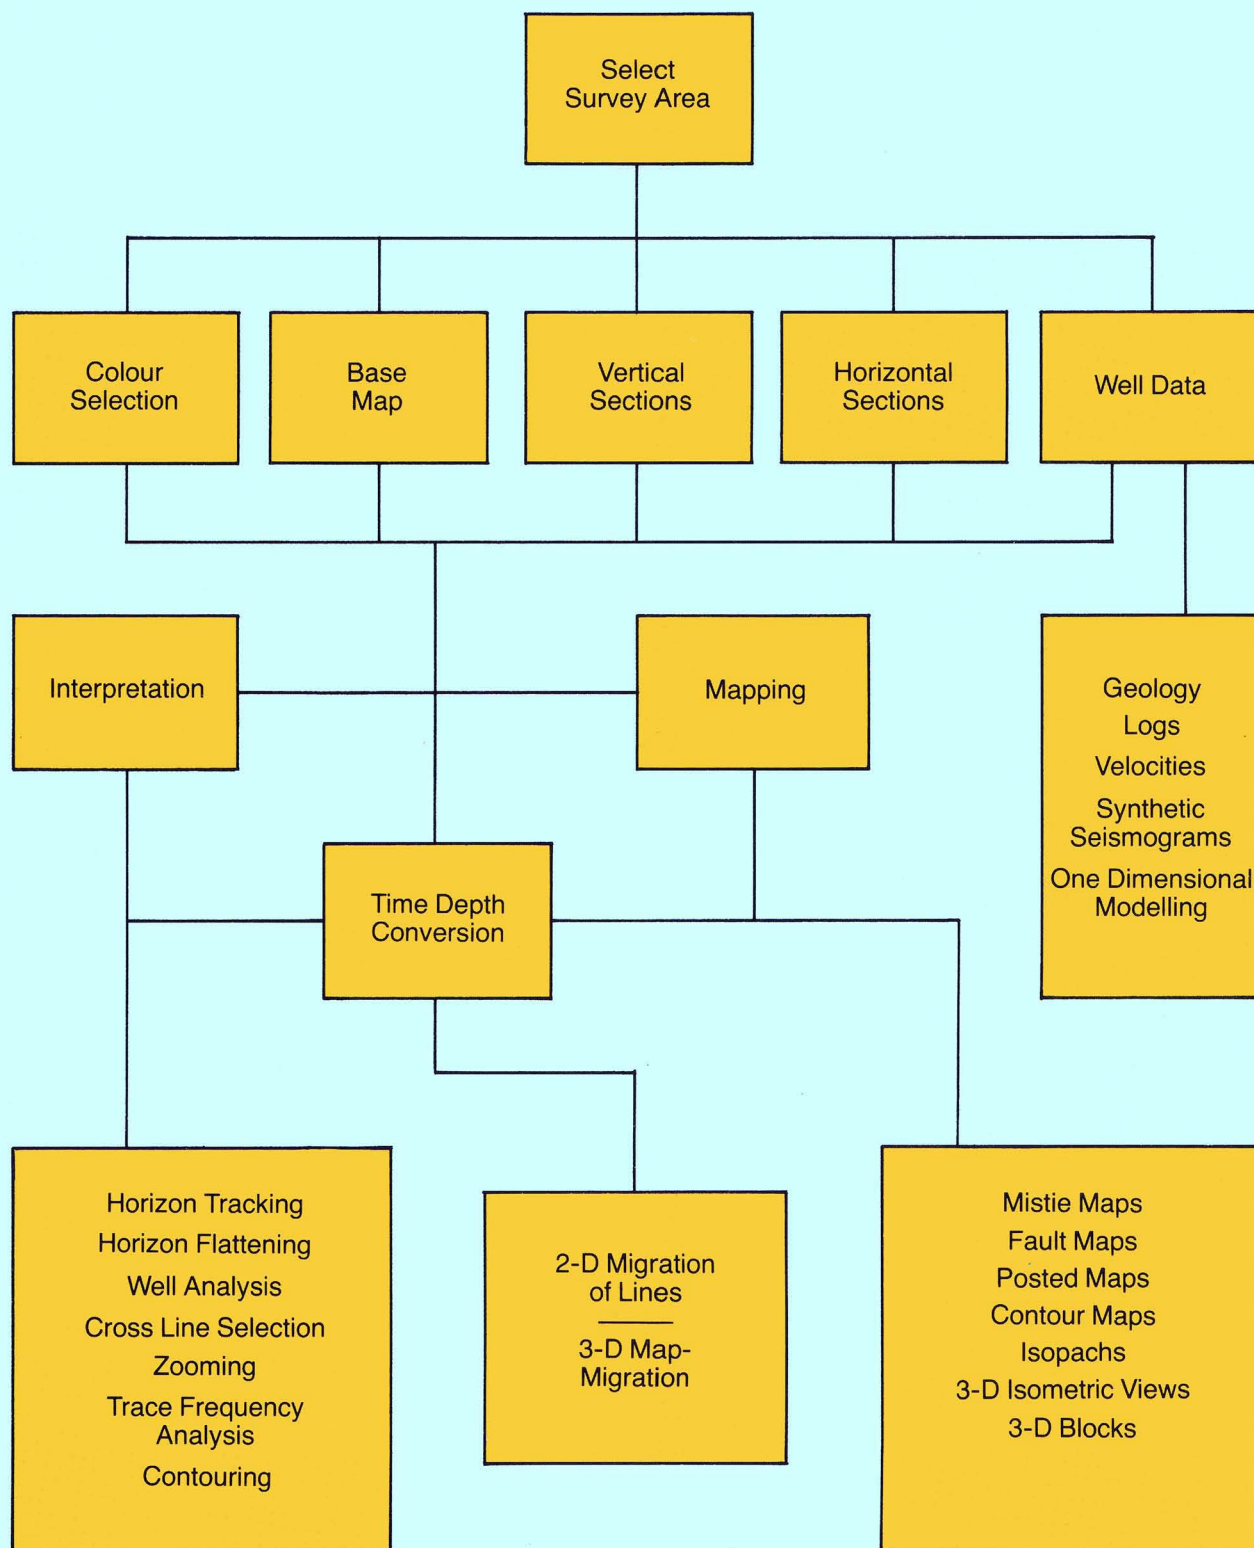 Select
Survey Area
Colour
Selection
Base
Map
Vertical
Sections
Horizontal
Sections
Well Data
Interpretation
Mapping
Geology
Logs
Velocities
Synthetic
Seismograms
One Dimensional
Modelling
Time Depth
Conversion
Horizon Tracking
Horizon Flattening
Well Analysis
Cross Line Selection
Zooming
Trace Frequency
Analysis
Contouring
2-D Migration
of Lines
3-D Map-
Migration
Mistie Maps
Fault Maps
Posted Maps
Contour Maps
Isopachs
3-D Isometric Views
3-D Blocks